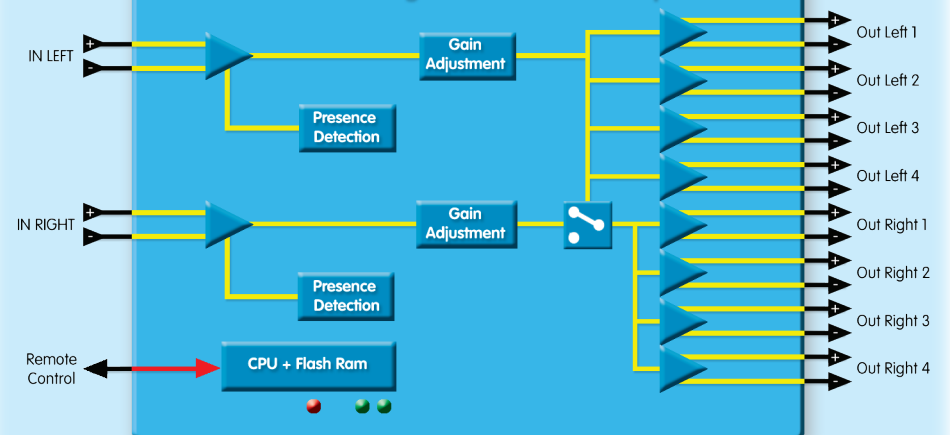 IN LEFT
+
-
Gain
Adjustment
Presence
Detection
IN RIGHT
+
-
Gain
Adjustment
Presence
Detection
Remote
Control
CPU + Flash Ram
+
-
Out Left 1
+
-
Out Left 2
+
-
Out Left 3
+
-
Out Left 4
+
-
Out Right 1
+
-
Out Right 2
+
-
Out Right 3
+
-
Out Right 4